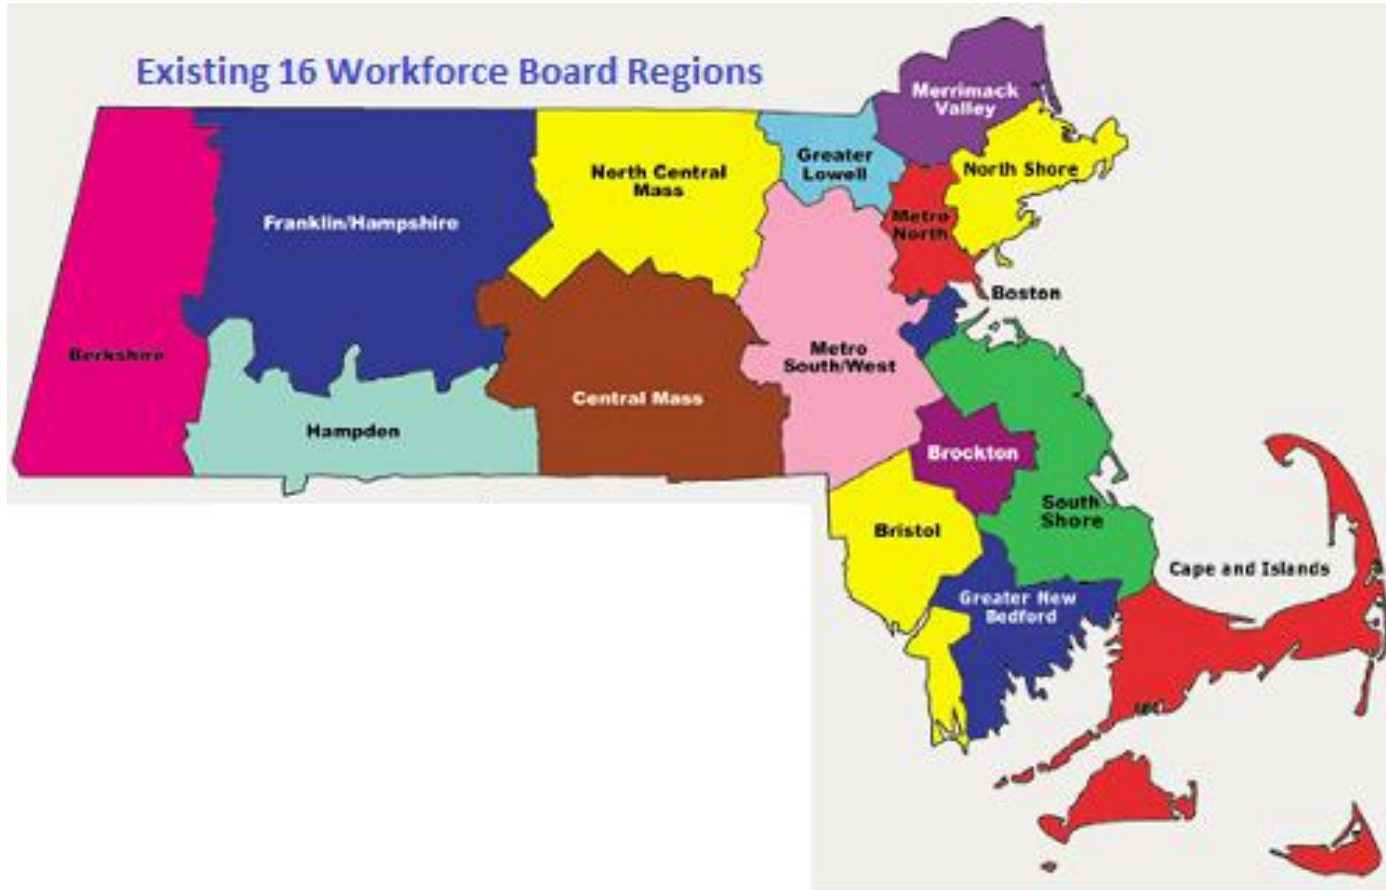 Existing 16 Workforce Board Regions
Merrimack
Valley
Greater
Lowell
North Shore
North Central
Mass
Metro
North
Franklin/Hampshire
Boston
Berkshire
Metro
South/West
Central Mass
Hampden
Brockton
South
Shore
Bristol
Cape and Islands
Greater New
Bedford